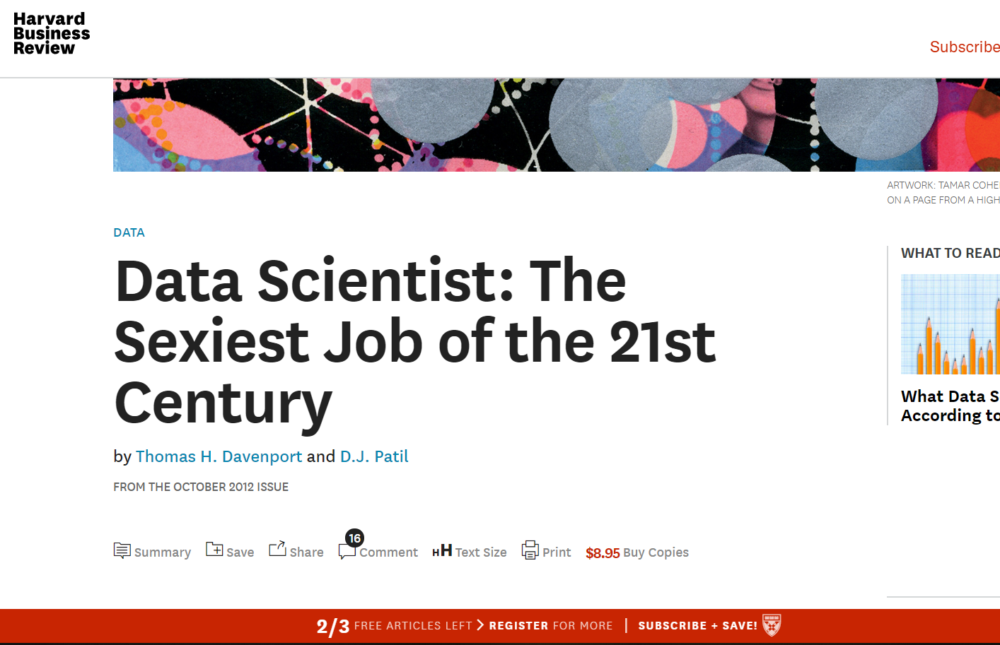 Harvard
Business
Review
Subscribe
ARTWORK: TAMAR
ON A PAGE FROM A HIGH
DATA
Data Scientist: The
Sexiest Job of the 21st
Century
by Thomas H. Davenport and D.J. Patil
FROM THE OCTOBER 2012 ISSUE
WHAT TO READ
What Data
According to
16
Summary Save Share Comment HH Text Size Print $8.95 Buy Copies
2/3 FREE ARTICLES LEFT > REGISTER FOR MORE | SUBSCRIBE + SAVE!